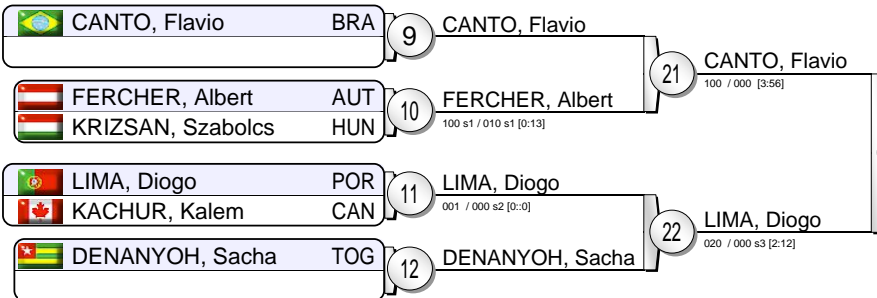 CANTO, Flavio BRA
9
CANTO, Flavio
FERCHER, Albert AUT
KRIZSAN, Szabolcs HUN
10
FERCHER, Albert
100 s1 / 010 s1 [0:13]
21
CANTO, Flavio
100 / 000 [3:56]
LIMA, Diogo POR
KACHUR, Kalem CAN
11
LIMA, Diogo
001 / 000 s2 [0::0]
DENANYOH, Sacha TOG
12
DENANYOH, Sacha
22
LIMA, Diogo
020 / 000 s3 [2:12]